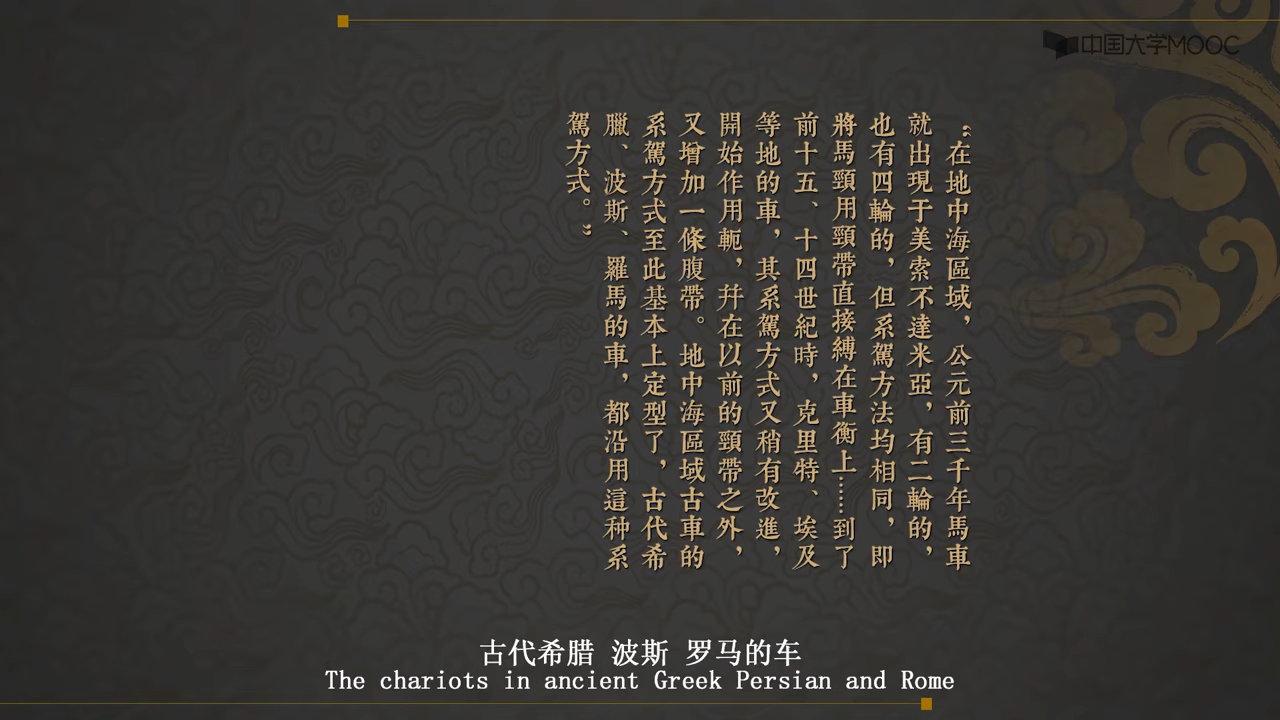 中国大学MOOC
“在地中海區域，公元前三千年馬車
就出現于美索不達米亞，有二輪的，
也有四輪的，但系駕方法均相同，即
將馬頸用頸帶直接縛在車衡上……到了
前十五、十四世紀時，克里特、埃及
等地的車，其系駕方式又稍有改進，
開始作用軛，幷在以前的頸帶之外，
又增加一條腹帶。地中海區域古車的
系駕方式至此基本上定型了，古代希
臘、波斯、羅馬的車，都沿用這种系
駕方式。”
古代希腊 波斯 罗马的车
The chariots in ancient Greek Persian and Rome